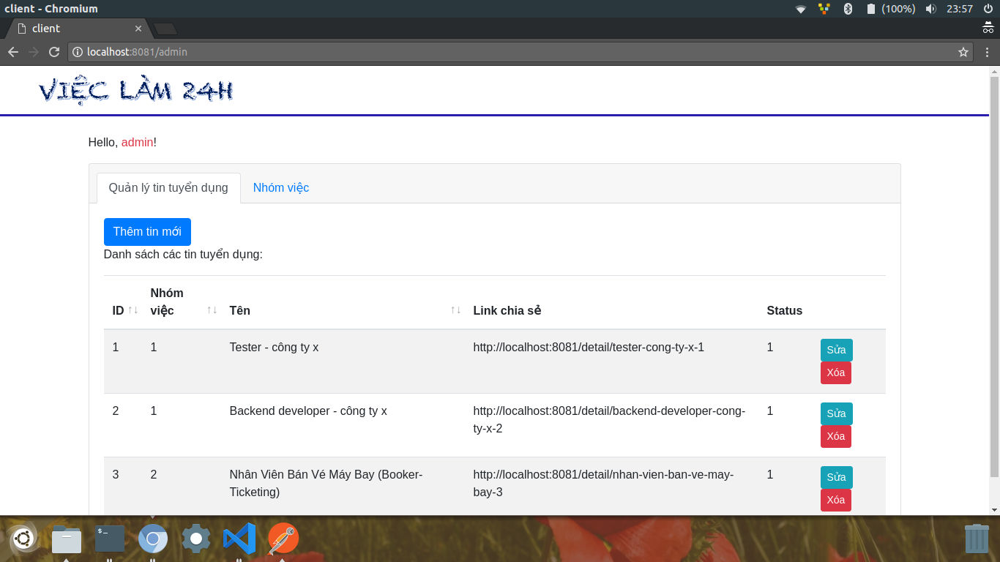 client - Chromium
(100%)
23:57
client
localhost:8081/admin
VIỆC LÀM 24H
Hello, admin!
Quản lý tin tuyển dụng
Nhóm việc
Thêm tin mới
Danh sách các tin tuyển dụng:
ID ↑↓ Nhóm việc ↑↓ Tên ↑↓ Link chia sẻ Status
1 1 Tester - công ty x http://localhost:8081/detail/tester-cong-ty-x-1 1 Sửa
Xóa
2 1 Backend developer - công ty x http://localhost:8081/detail/backend-developer-cong-
ty-x-2 1 Sửa
Xóa
3 2 Nhân Viên Bán Vé Máy Bay (Booker-
Ticketing) http://localhost:8081/detail/nhan-vien-ban-ve-may-
bay-3 1 Sửa
Xóa
$_